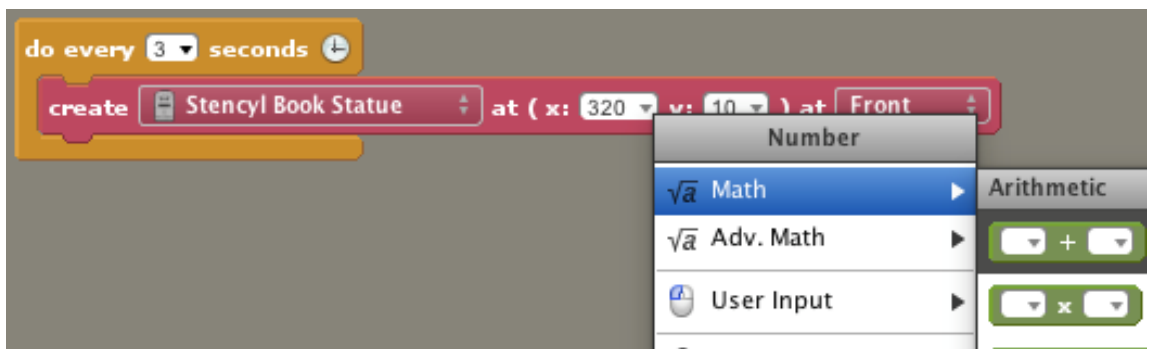 do every 3 seconds
create Stencyl Book Statue at ( x: 320 y: 10 ) at Front
Number
√a Math
Arithmetic
√a Adv. Math
+
User Input
x